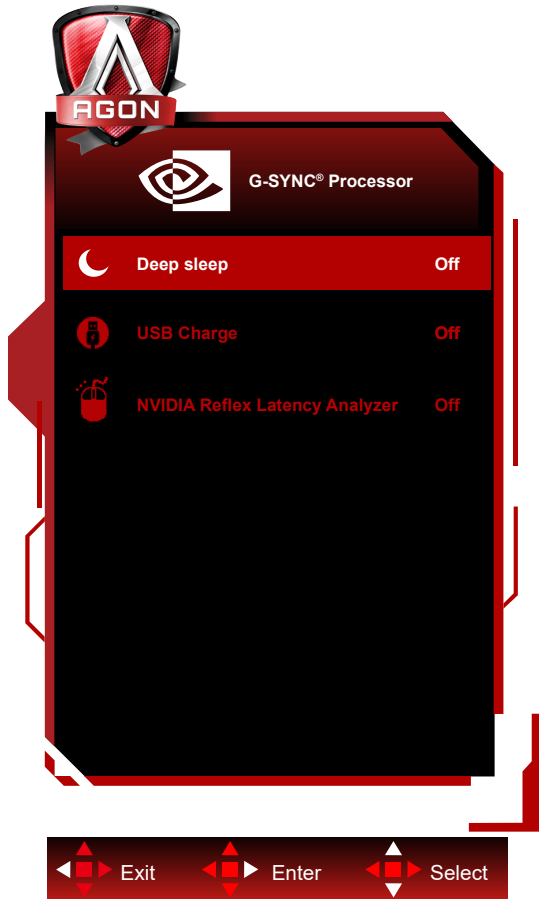 AGON
G-SYNC® Processor
Deep sleep Off
USB Charge Off
NVIDIA Reflex Latency Analyzer Off
Exit Enter Select